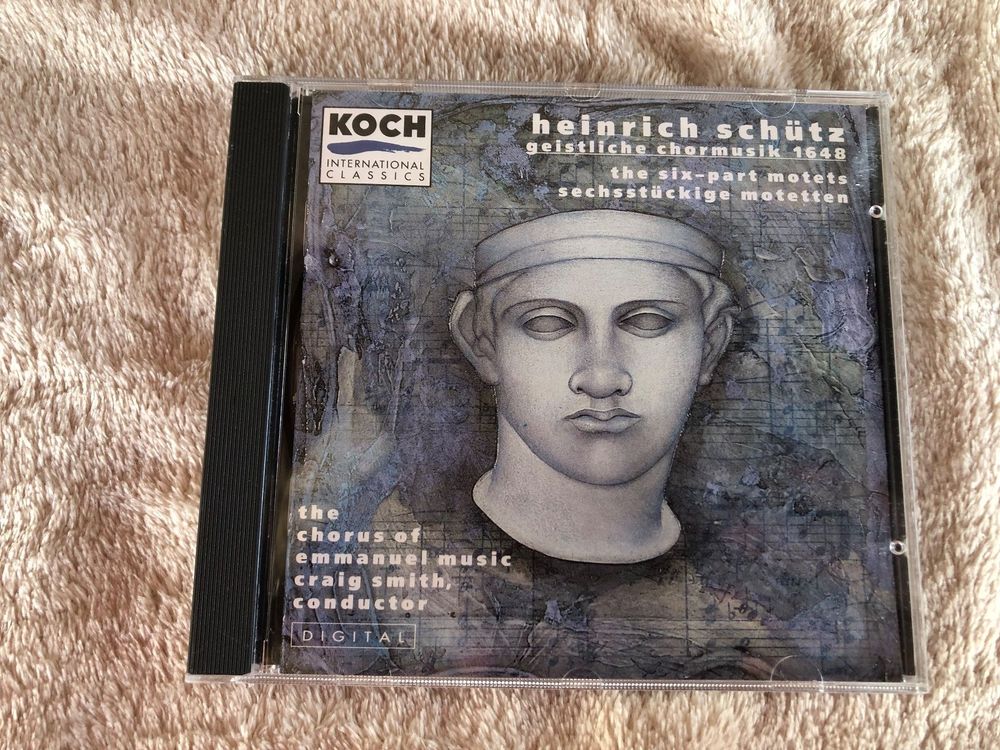 KOCH
INTERNATIONAL
CLASSICS
heinrich schütz
geistliche chormusik 1648
the six-part motets
sechsstückige motetten
the
chorus of
emmanuel music
craig smith,
conductor
DIGITAL